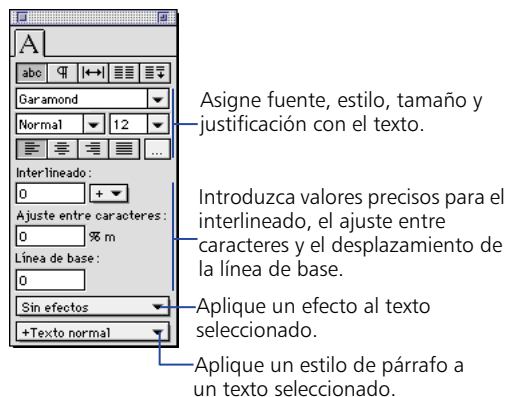 A
abc ¶
Garamond
Normal 12
...
Interlineado:
0 +
Ajuste entre caracteres:
0 % m
Línea de base:
0
Sin efectos
+Texto normal
Asigne fuente, estilo, tamaño y
justificación con el texto.
Introduzca valores precisos para el
interlineado, el ajuste entre
caracteres y el desplazamiento de
la línea de base.
Aplique un efecto al texto
seleccionado.
Aplique un estilo de párrafo a
un texto seleccionado.